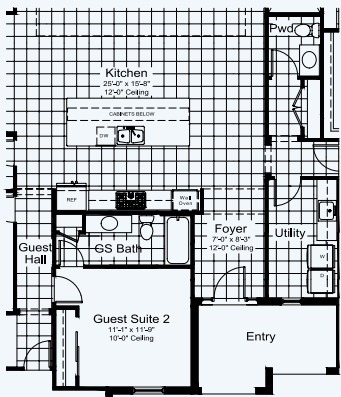 Pwd
Kitchen
25'-0" x 15'-8"
12'-0" Ceiling
CABINETS BELOW
DW
REF
Wall
Oven
Guest
Hall
GS Bath
Foyer
7'-0" x 8'-3"
12'-0" Ceiling
Utility
W
D
Guest Suite 2
11'-1" x 11'-9"
10'-0" Ceiling
Entry